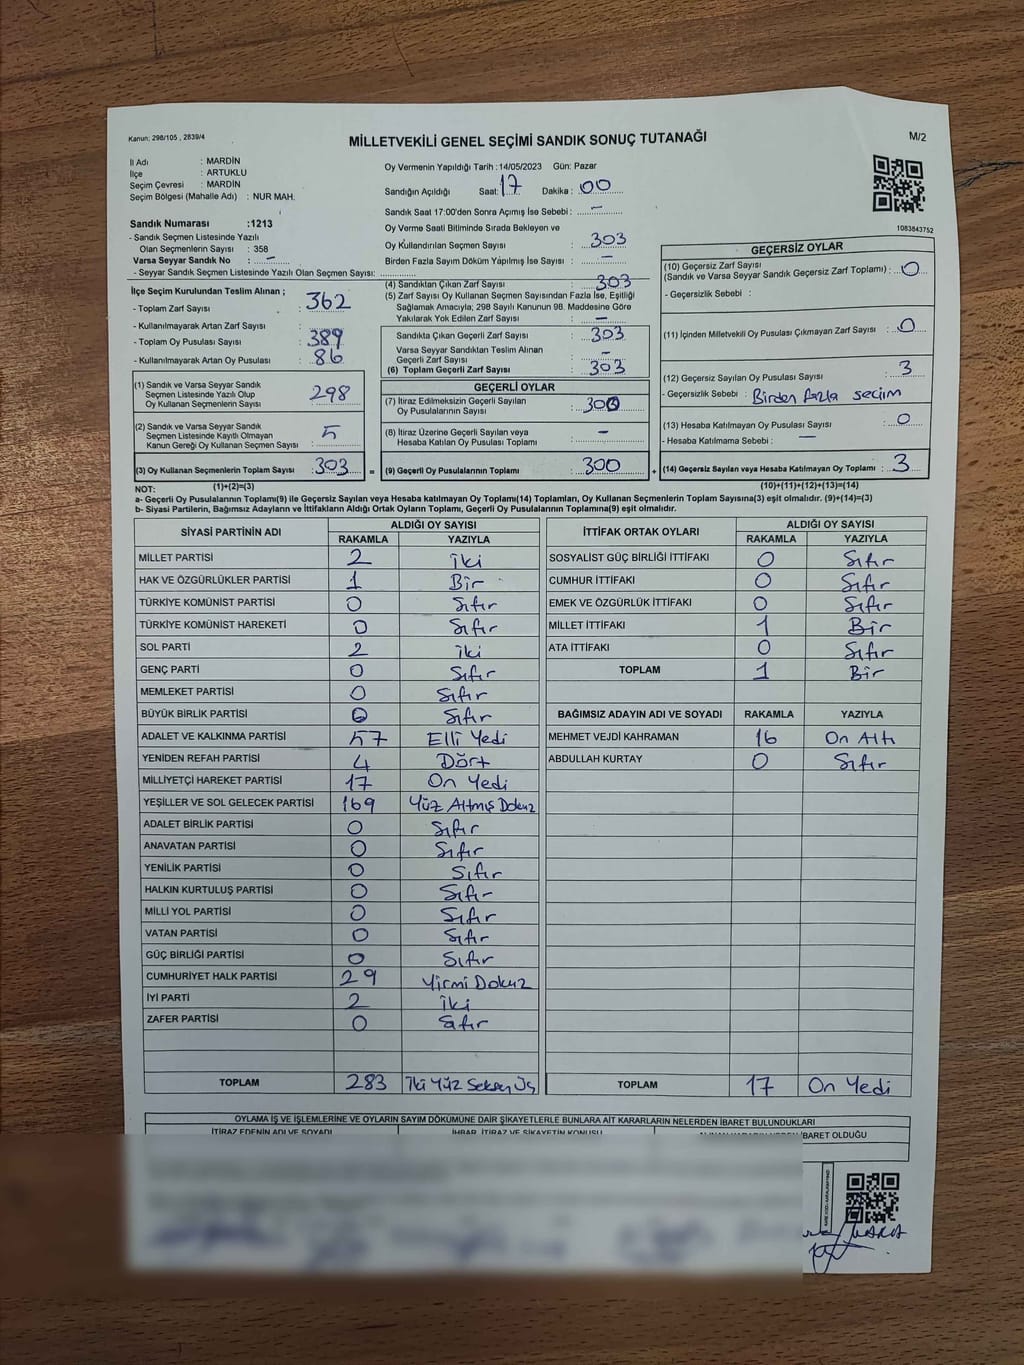 Kanun: 298/105 , 2839/4
MİLLETVEKİLİ GENEL SEÇİMİ SANDIK SONUÇ TUTANAĞI
M/2
İl Adı : MARDİN
İlçe : ARTUKLU
Seçim Çevresi : MARDİN
Seçim Bölgesi (Mahalle Adı) : NUR MAH.
Oy Vermenin Yapıldığı Tarih : 14/05/2023 Gün: Pazar
Sandığın Açıldığı Saat: 17 Dakika : 00
Sandık Saat 17:00'den Sonra Açımış İse Sebebi : -
Oy Verme Saati Bitiminde Sırada Bekleyen ve
Oy Kullandırılan Seçmen Sayısı : 303
Birden Fazla Sayım Döküm Yapılmış İse Sayısı : -
1083843752
Sandık Numarası :1213
- Sandık Seçmen Listesinde Yazılı
Olan Seçmenlerin Sayısı : 358
Varsa Seyyar Sandık No : -
- Seyyar Sandık Seçmen Listesinde Yazılı Olan Seçmen Sayısı:
İlçe Seçim Kurulundan Teslim Alınan ;
- Toplam Zarf Sayısı : 362
- Kullanılmayarak Artan Zarf Sayısı :
- Toplam Oy Pusulası Sayısı : 389
- Kullanılmayarak Artan Oy Pusulası : 86
(1) Sandık ve Varsa Seyyar Sandık
Seçmen Listesinde Yazılı Olup
Oy Kullanan Seçmenlerin Sayısı : 298
(2) Sandık ve Varsa Seyyar Sandık
Seçmen Listesinde Kayıtlı Olmayan
Kanun Gereği Oy Kullanan Seçmen Sayısı : 5
(3) Oy Kullanan Seçmenlerin Toplam Sayısı : 303 =
(4) Sandıktan Çıkan Zarf Sayısı : 303
(5) Zarf Sayısı Oy Kullanan Seçmen Sayısından Fazla İse, Eşitliği
Sağlamak Amacıyla; 298 Sayılı Kanunun 98. Maddesine Göre
Yakılarak Yok Edilen Zarf Sayısı : -
Sandıkta Çıkan Geçerli Zarf Sayısı : 303
Varsa Seyyar Sandıktan Teslim Alınan
Geçerli Zarf Sayısı : -
(6) Toplam Geçerli Zarf Sayısı : 303
GEÇERLİ OYLAR
(7) İtiraz Edilmeksizin Geçerli Sayılan
Oy Pusulalarının Sayısı : 300
(8) İtiraz Üzerine Geçerli Sayılan veya
Hesaba Katılan Oy Pusulası Toplamı : -
(9) Geçerli Oy Pusulalarının Toplamı : 300 +
GEÇERSİZ OYLAR
(10) Geçersiz Zarf Sayısı
(Sandık ve Varsa Seyyar Sandık Geçersiz Zarf Toplamı) : 0
- Geçersizlik Sebebi :
(11) İçinden Milletvekili Oy Pusulası Çıkmayan Zarf Sayısı : 0
(12) Geçersiz Sayılan Oy Pusulası Sayısı : 3
- Geçersizlik Sebebi : Birden fazla seçim
(13) Hesaba Katılmayan Oy Pusulası Sayısı : 0
- Hesaba Katılmama Sebebi : -
(14) Geçersiz Sayılan veya Hesaba Katılmayan Oy Toplamı : 3
NOT: (1)+(2)=(3) (10)+(11)+(12)+(13)=(14)
a- Geçerli Oy Pusulaları Toplamı(9) ile Geçersiz Sayılan veya Hesaba katılmayan Oy Toplamı(14) Toplamları, Oy Kullanan Seçmenlerin Toplam Sayısına(3) eşit olmalıdır. (9)+(14)=(3)
b- Siyasi Partilerin, Bağımsız Adayların ve İttifakların Aldığı Ortak Oyların Toplamı, Geçerli Oy Pusulalarının Toplamına(9) eşit olmalıdır.
SİYASİ PARTİNİN ADI ALDIĞI OY SAYISI
RAKAMLA YAZIYLA
MİLLET PARTİSİ 2 iki
HAK VE ÖZGÜRLÜKLER PARTİSİ 1 Bir
TÜRKİYE KOMÜNİST PARTİSİ 0 Sıfır
TÜRKİYE KOMÜNİST HAREKETİ 0 Sıfır
SOL PARTİ 2 iki
GENÇ PARTİ 0 Sıfır
MEMLEKET PARTİSİ 0 Sıfır
BÜYÜK BİRLİK PARTİSİ 0 Sıfır
ADALET VE KALKINMA PARTİSİ 57 Elli Yedi
YENİDEN REFAH PARTİSİ 4 Dört
MİLLİYETÇİ HAREKET PARTİSİ 17 On Yedi
YEŞİLLER VE SOL GELECEK PARTİSİ 169 Yüz Altmış Dokuz
ADALET BİRLİK PARTİSİ 0 Sıfır
ANAVATAN PARTİSİ 0 Sıfır
YENİLİK PARTİSİ 0 Sıfır
HALKIN KURTULUŞ PARTİSİ 0 Sıfır
MİLLİ YOL PARTİSİ 0 Sıfır
VATAN PARTİSİ 0 Sıfır
GÜÇ BİRLİĞİ PARTİSİ 0 Sıfır
CUMHURİYET HALK PARTİSİ 29 Yirmi Dokuz
İYİ PARTİ 2 iki
ZAFER PARTİSİ 0 Sıfır
TOPLAM 283 İki Yüz Seksen Üç
İTTİFAK ORTAK OYLARI ALDIĞI OY SAYISI
RAKAMLA YAZIYLA
SOSYALİST GÜÇ BİRLİĞİ İTTİFAKI 0 Sıfır
CUMHUR İTTİFAKI 0 Sıfır
EMEK VE ÖZGÜRLÜK İTTİFAKI 0 Sıfır
MİLLET İTTİFAKI 1 Bir
ATA İTTİFAKI 0 Sıfır
TOPLAM 1 Bir
BAĞIMSIZ ADAYIN ADI VE SOYADI RAKAMLA YAZIYLA
MEHMET VEJDİ KAHRAMAN 16 On Altı
ABDULLAH KURTAY 0 Sıfır
TOPLAM 17 On Yedi
OYLAMA İŞ VE İŞLEMLERİNE VE OYLARIN SAYIM DÖKÜMÜNE DAİR ŞİKAYETLERLE BUNLARA AİT KARARLARIN NELERDEN İBARET BULUNDUKLARI
İTİRAZ EDENİN ADI VE SOYADI İHBAR, İTİRAZ VE ŞİKAYETİN KONUSU İBARET OLDUĞU